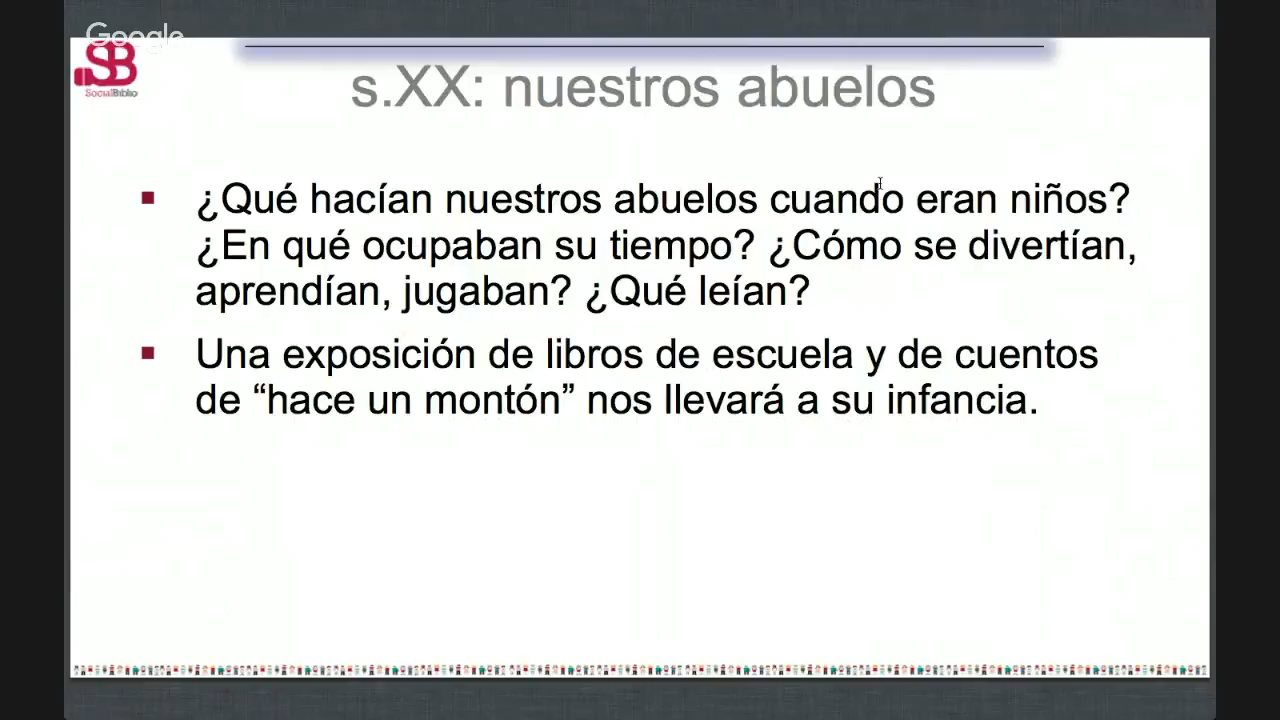 Google
SB
SocialBiblio
s.XX: nuestros abuelos
▪ ¿Qué hacían nuestros abuelos cuando eran niños?
¿En qué ocupaban su tiempo? ¿Cómo se divertían,
aprendían, jugaban? ¿Qué leían?
▪ Una exposición de libros de escuela y de cuentos
de “hace un montón” nos llevará a su infancia.